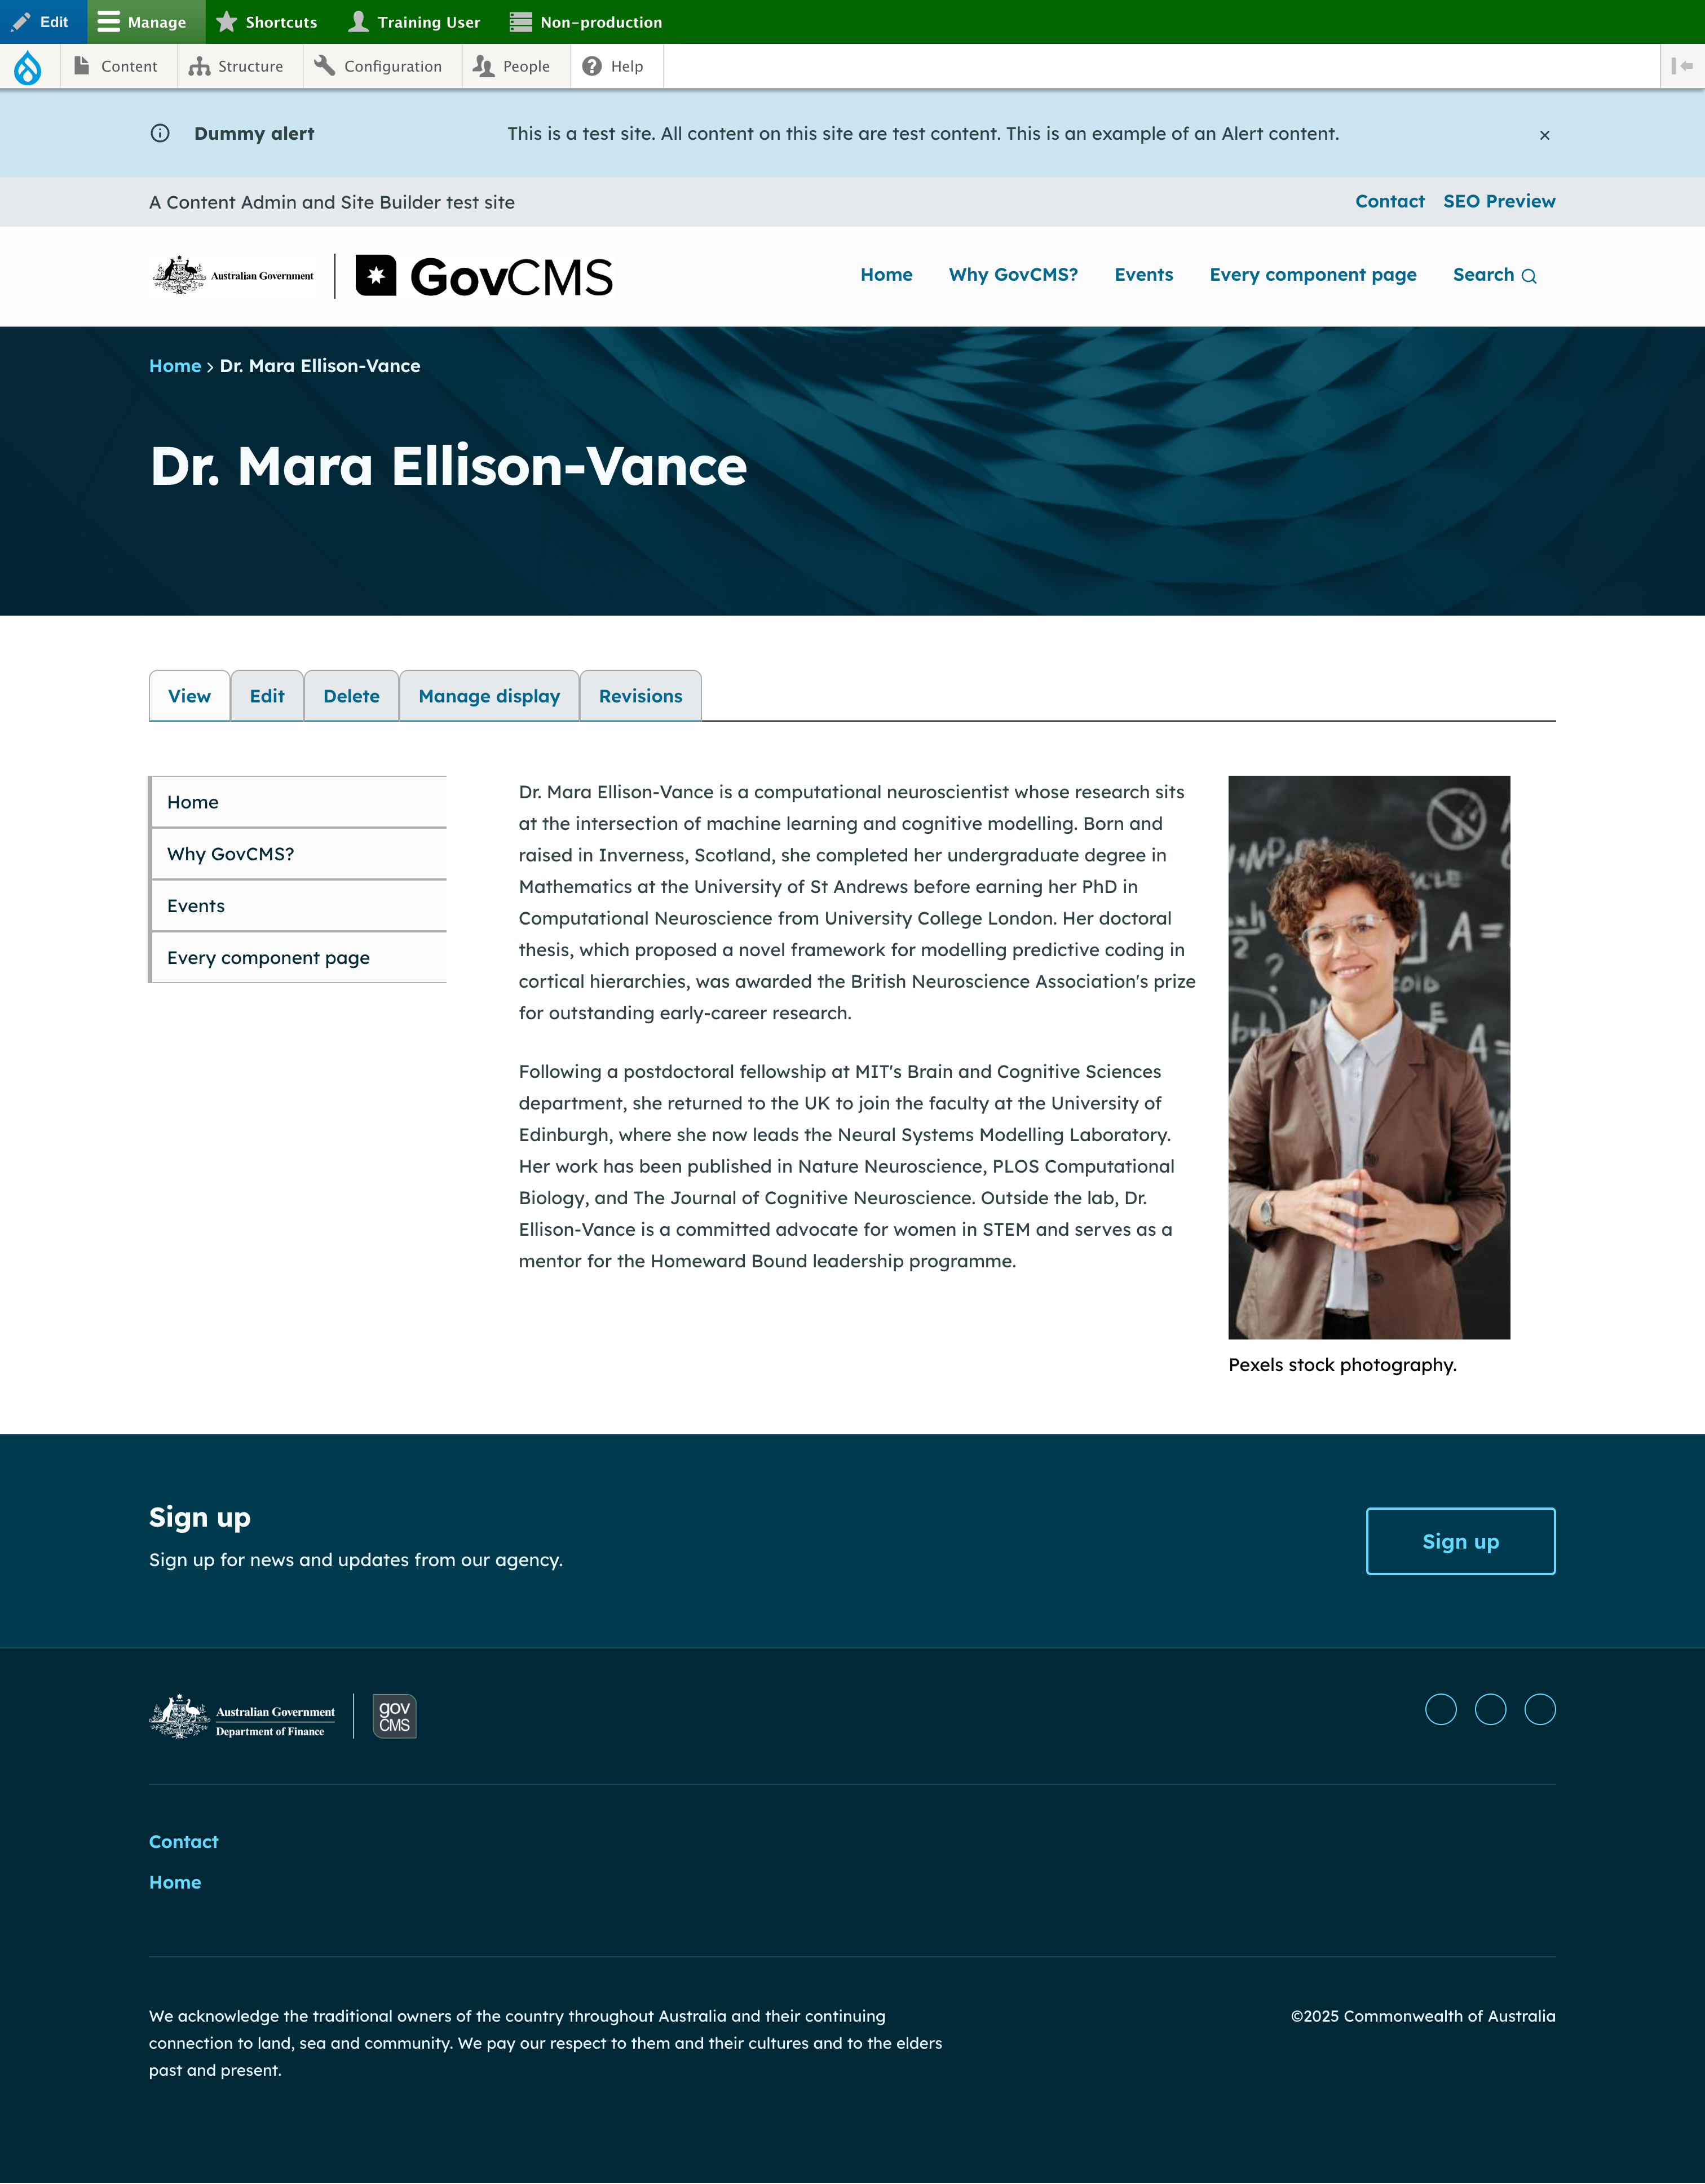 Edit
Manage
Shortcuts
Training User
Non-production
Content
Structure
Configuration
People
Help
Dummy alert
This is a test site. All content on this site are test content. This is an example of an Alert content.
A Content Admin and Site Builder test site
Contact
SEO Preview
Australian Government
GovCMS
Home
Why GovCMS?
Events
Every component page
Search
Home › Dr. Mara Ellison-Vance
Dr. Mara Ellison-Vance
View
Edit
Delete
Manage display
Revisions
Home
Why GovCMS?
Events
Every component page
Dr. Mara Ellison-Vance is a computational neuroscientist whose research sits
at the intersection of machine learning and cognitive modelling. Born and
raised in Inverness, Scotland, she completed her undergraduate degree in
Mathematics at the University of St Andrews before earning her PhD in
Computational Neuroscience from University College London. Her doctoral
thesis, which proposed a novel framework for modelling predictive coding in
cortical hierarchies, was awarded the British Neuroscience Association's prize
for outstanding early-career research.
Following a postdoctoral fellowship at MIT's Brain and Cognitive Sciences
department, she returned to the UK to join the faculty at the University of
Edinburgh, where she now leads the Neural Systems Modelling Laboratory.
Her work has been published in Nature Neuroscience, PLOS Computational
Biology, and The Journal of Cognitive Neuroscience. Outside the lab, Dr.
Ellison-Vance is a committed advocate for women in STEM and serves as a
mentor for the Homeward Bound leadership programme.
A=
A=
Pexels stock photography.
Sign up
Sign up for news and updates from our agency.
Sign up
Australian Government
Department of Finance
gov
CMS
Contact
Home
We acknowledge the traditional owners of the country throughout Australia and their continuing
connection to land, sea and community. We pay our respect to them and their cultures and to the elders
past and present.
©2025 Commonwealth of Australia